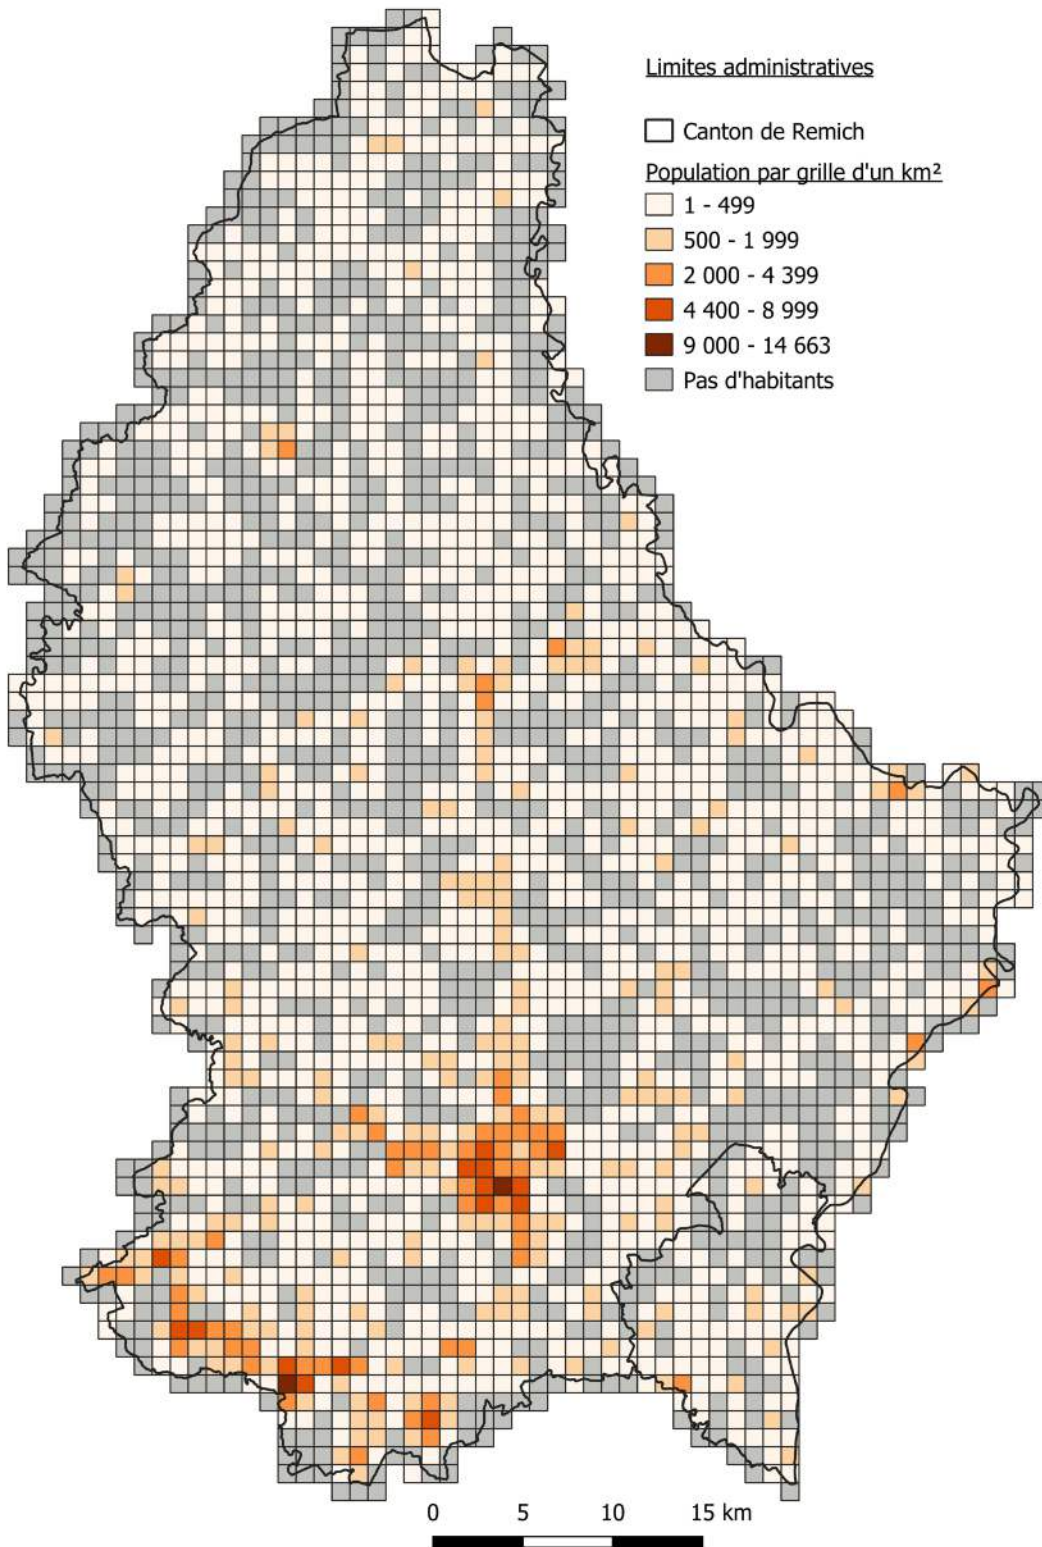 Limites administratives
Canton de Remich
Population par grille d'un km²
1 - 499
500 - 1 999
2 000 - 4 399
4 400 - 8 999
9 000 - 14 663
Pas d'habitants
0 5 10 15 km